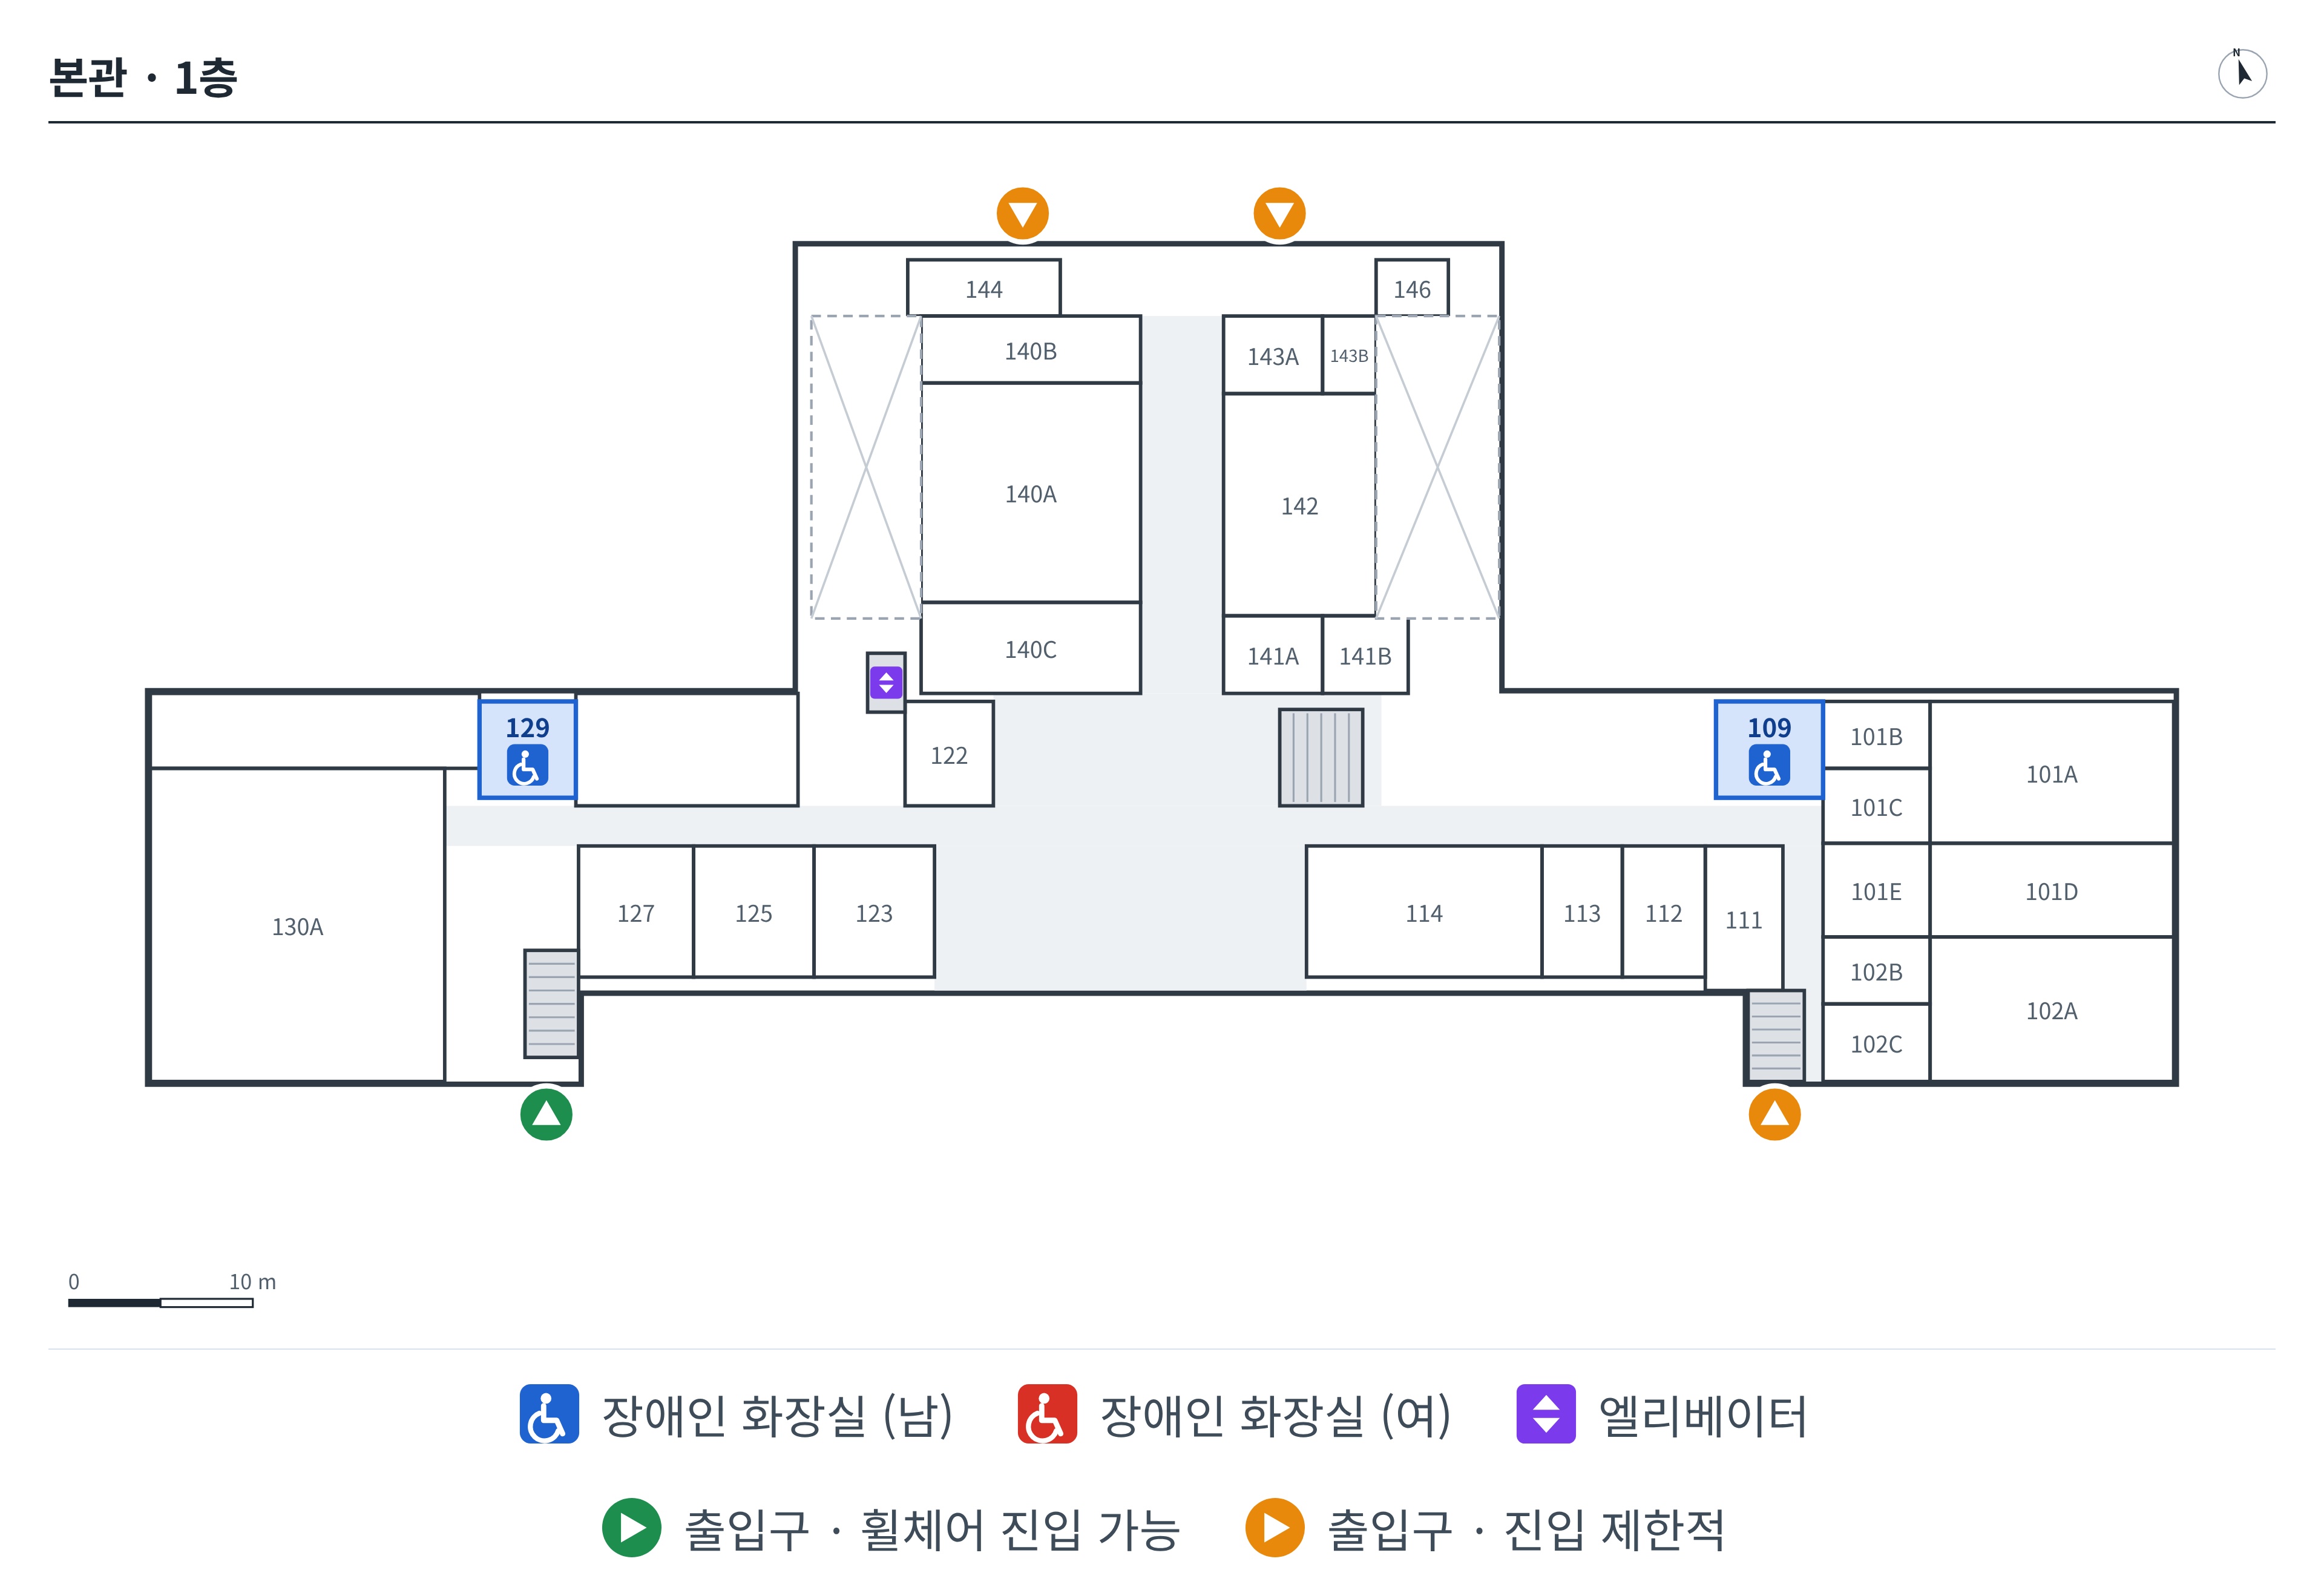 본관 · 1층
N
144
146
140B
143A
143B
140A
142
140C
141A
141B
129
109
122
101B
101A
101C
130A
127
125
123
114
113
112
111
101E
101D
102B
102A
102C
0
10 m
장애인 화장실 (남)
장애인 화장실 (여)
엘리베이터
출입구 · 휠체어 진입 가능
출입구 · 진입 제한적